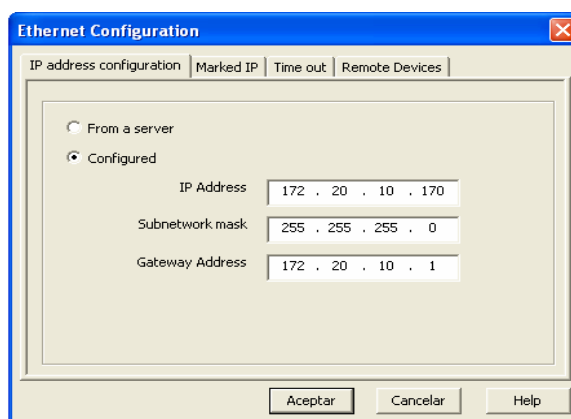 Ethernet Configuration
IP address configuration Marked IP Time out Remote Devices
From a server
Configured
IP Address 172 . 20 . 10 . 170
Subnetwork mask 255 . 255 . 255 . 0
Gateway Address 172 . 20 . 10 . 1
Aceptar Cancelar Help